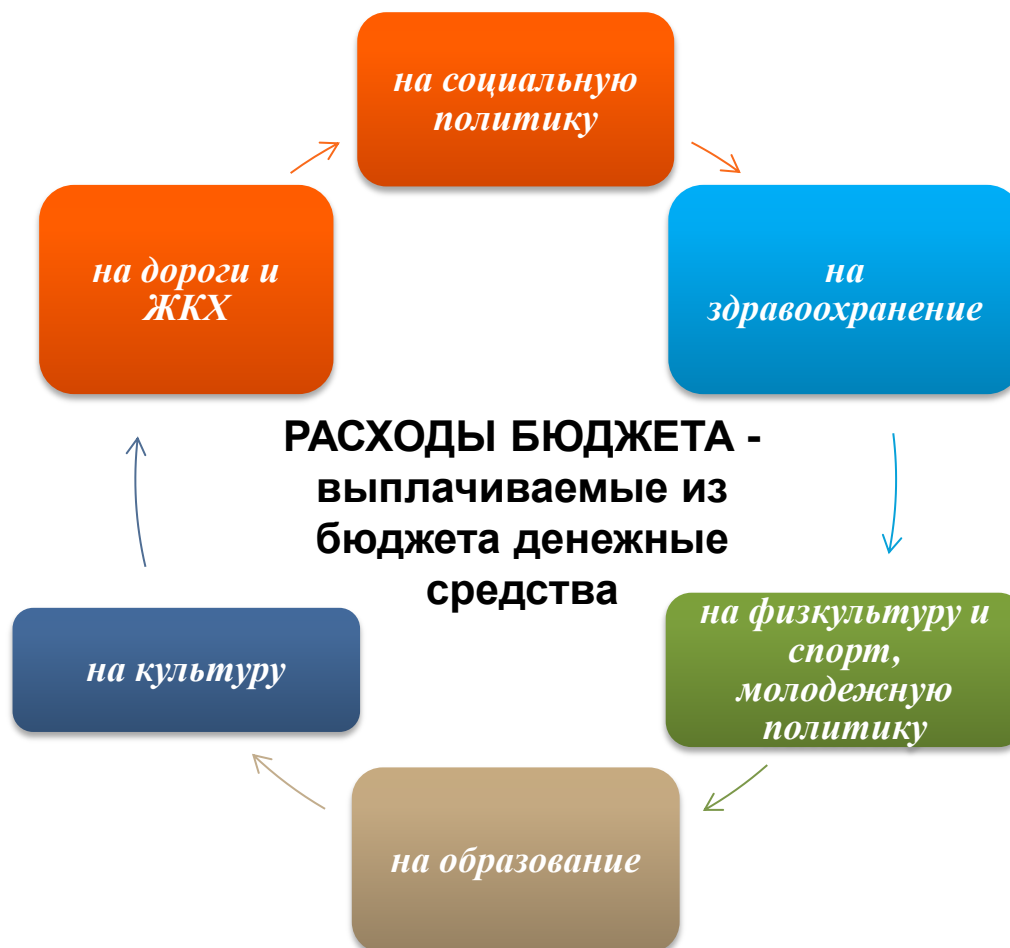 на социальную
политику
на дороги и
ЖКХ
на
здравоохранение
РАСХОДЫ БЮДЖЕТА -
выплачиваемые из
бюджета денежные
средства
на культуру
на физкультуру и
спорт,
молодежную
политику
на образование